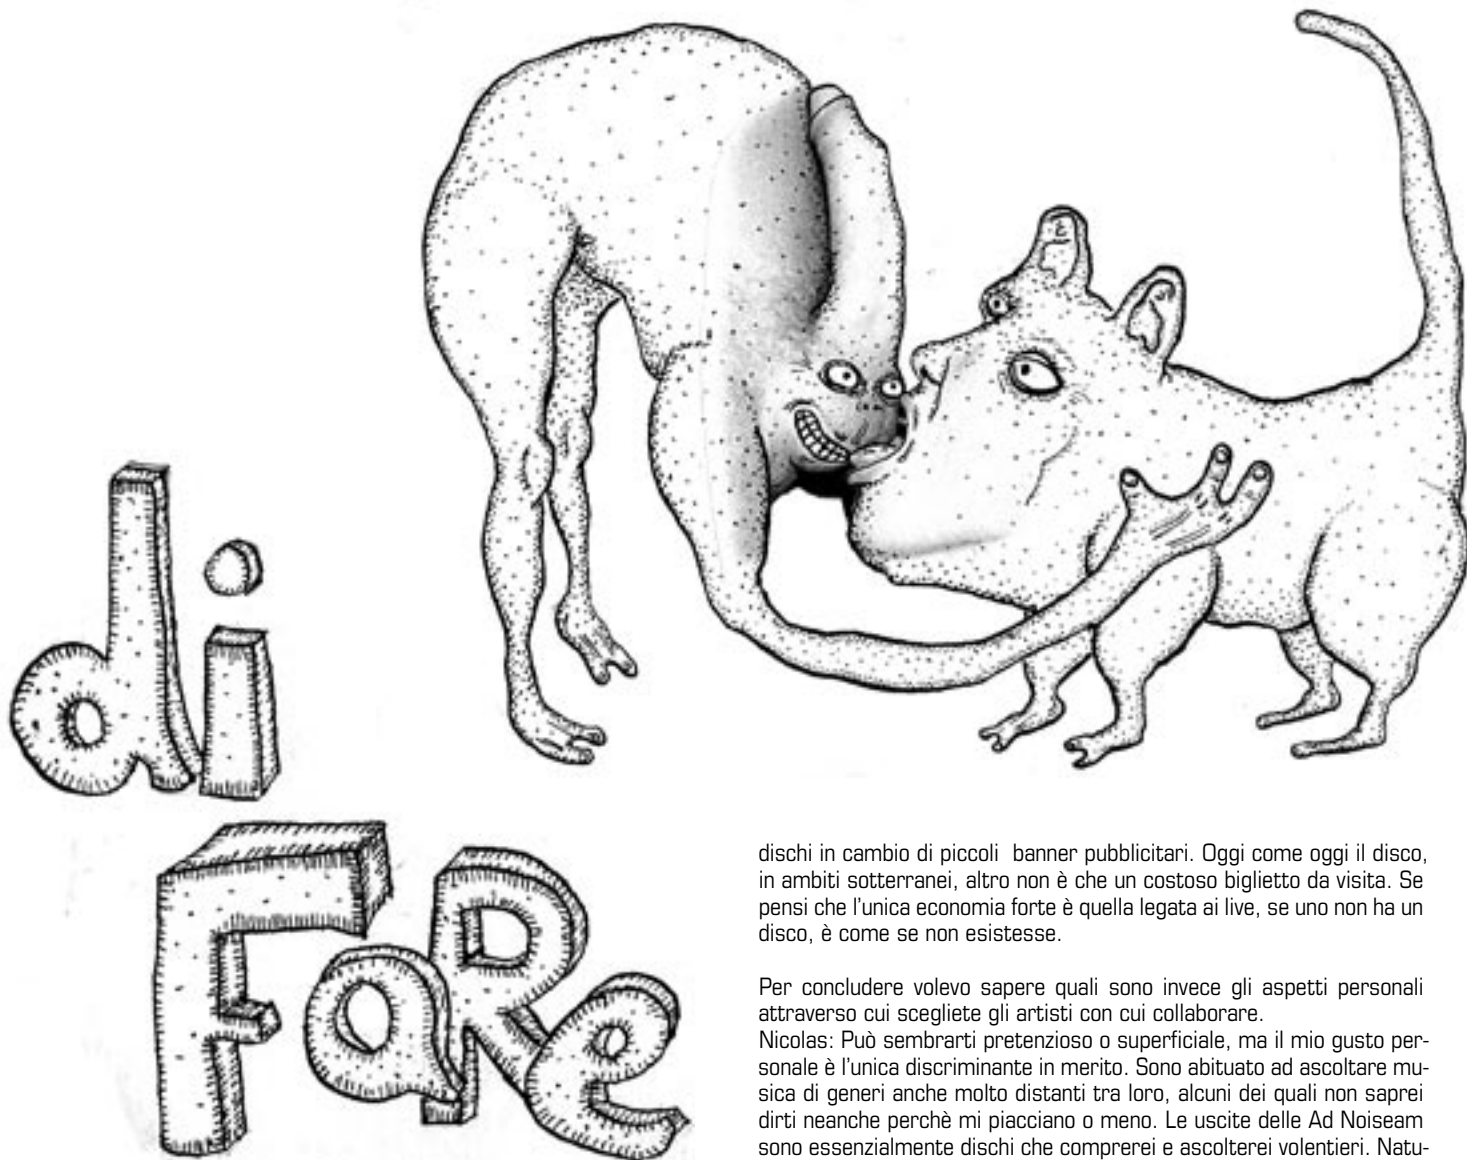 di
FaRe
dischi in cambio di piccoli  banner pubblicitari. Oggi come oggi il disco,
in ambiti sotterranei, altro non è che un costoso biglietto da visita. Se
pensi che l'unica economia forte è quella legata ai live, se uno non ha un
disco, è come se non esistesse.
Per concludere volevo sapere quali sono invece gli aspetti personali
attraverso cui scegliete gli artisti con cui collaborare.
Nicolas: Può sembrarti pretenzioso o superficiale, ma il mio gusto per-
sonale è l'unica discriminante in merito. Sono abituato ad ascoltare mu-
sica di generi anche molto distanti tra loro, alcuni dei quali non saprei
dirti neanche perchè mi piacciano o meno. Le uscite delle Ad Noiseam
sono essenzialmente dischi che comprerei e ascolterei volentieri. Natu-